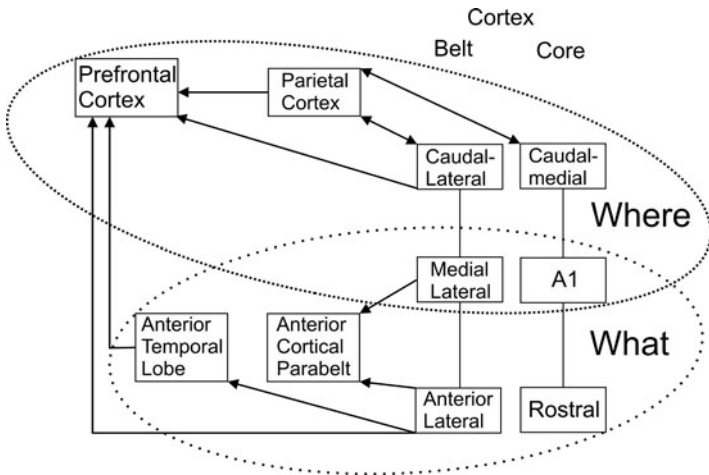 Cortex
Belt Core
Prefrontal
Cortex
Parietal
Cortex
Caudal-
Lateral
Caudal-
medial
Where
Medial
Lateral
A1
Anterior
Temporal
Lobe
Anterior
Cortical
Parabelt
What
Anterior
Lateral
Rostral